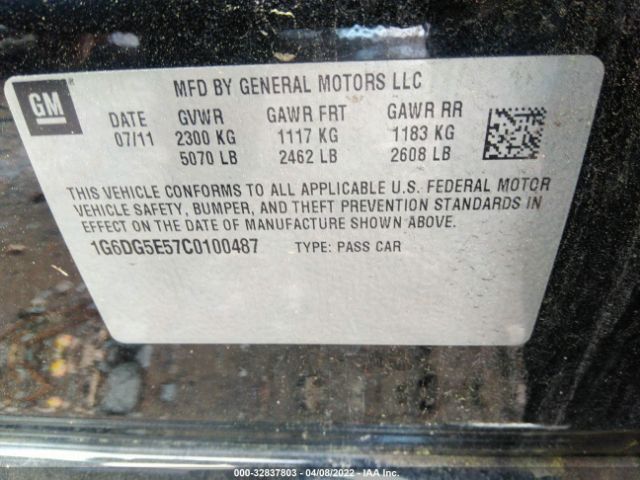 GM ®
MFD BY GENERAL MOTORS LLC
DATE GVWR GAWR FRT GAWR RR
07/11 2300 KG 1117 KG 1183 KG
5070 LB 2462 LB 2608 LB
THIS VEHICLE CONFORMS TO ALL APPLICABLE U.S. FEDERAL MOTOR
VEHICLE SAFETY, BUMPER, AND THEFT PREVENTION STANDARDS IN
EFFECT ON THE DATE OF MANUFACTURE SHOWN ABOVE.
1G6DG5E57C0100487 TYPE: PASS CAR
000-32837803 - 04/08/2022 - IAA Inc.